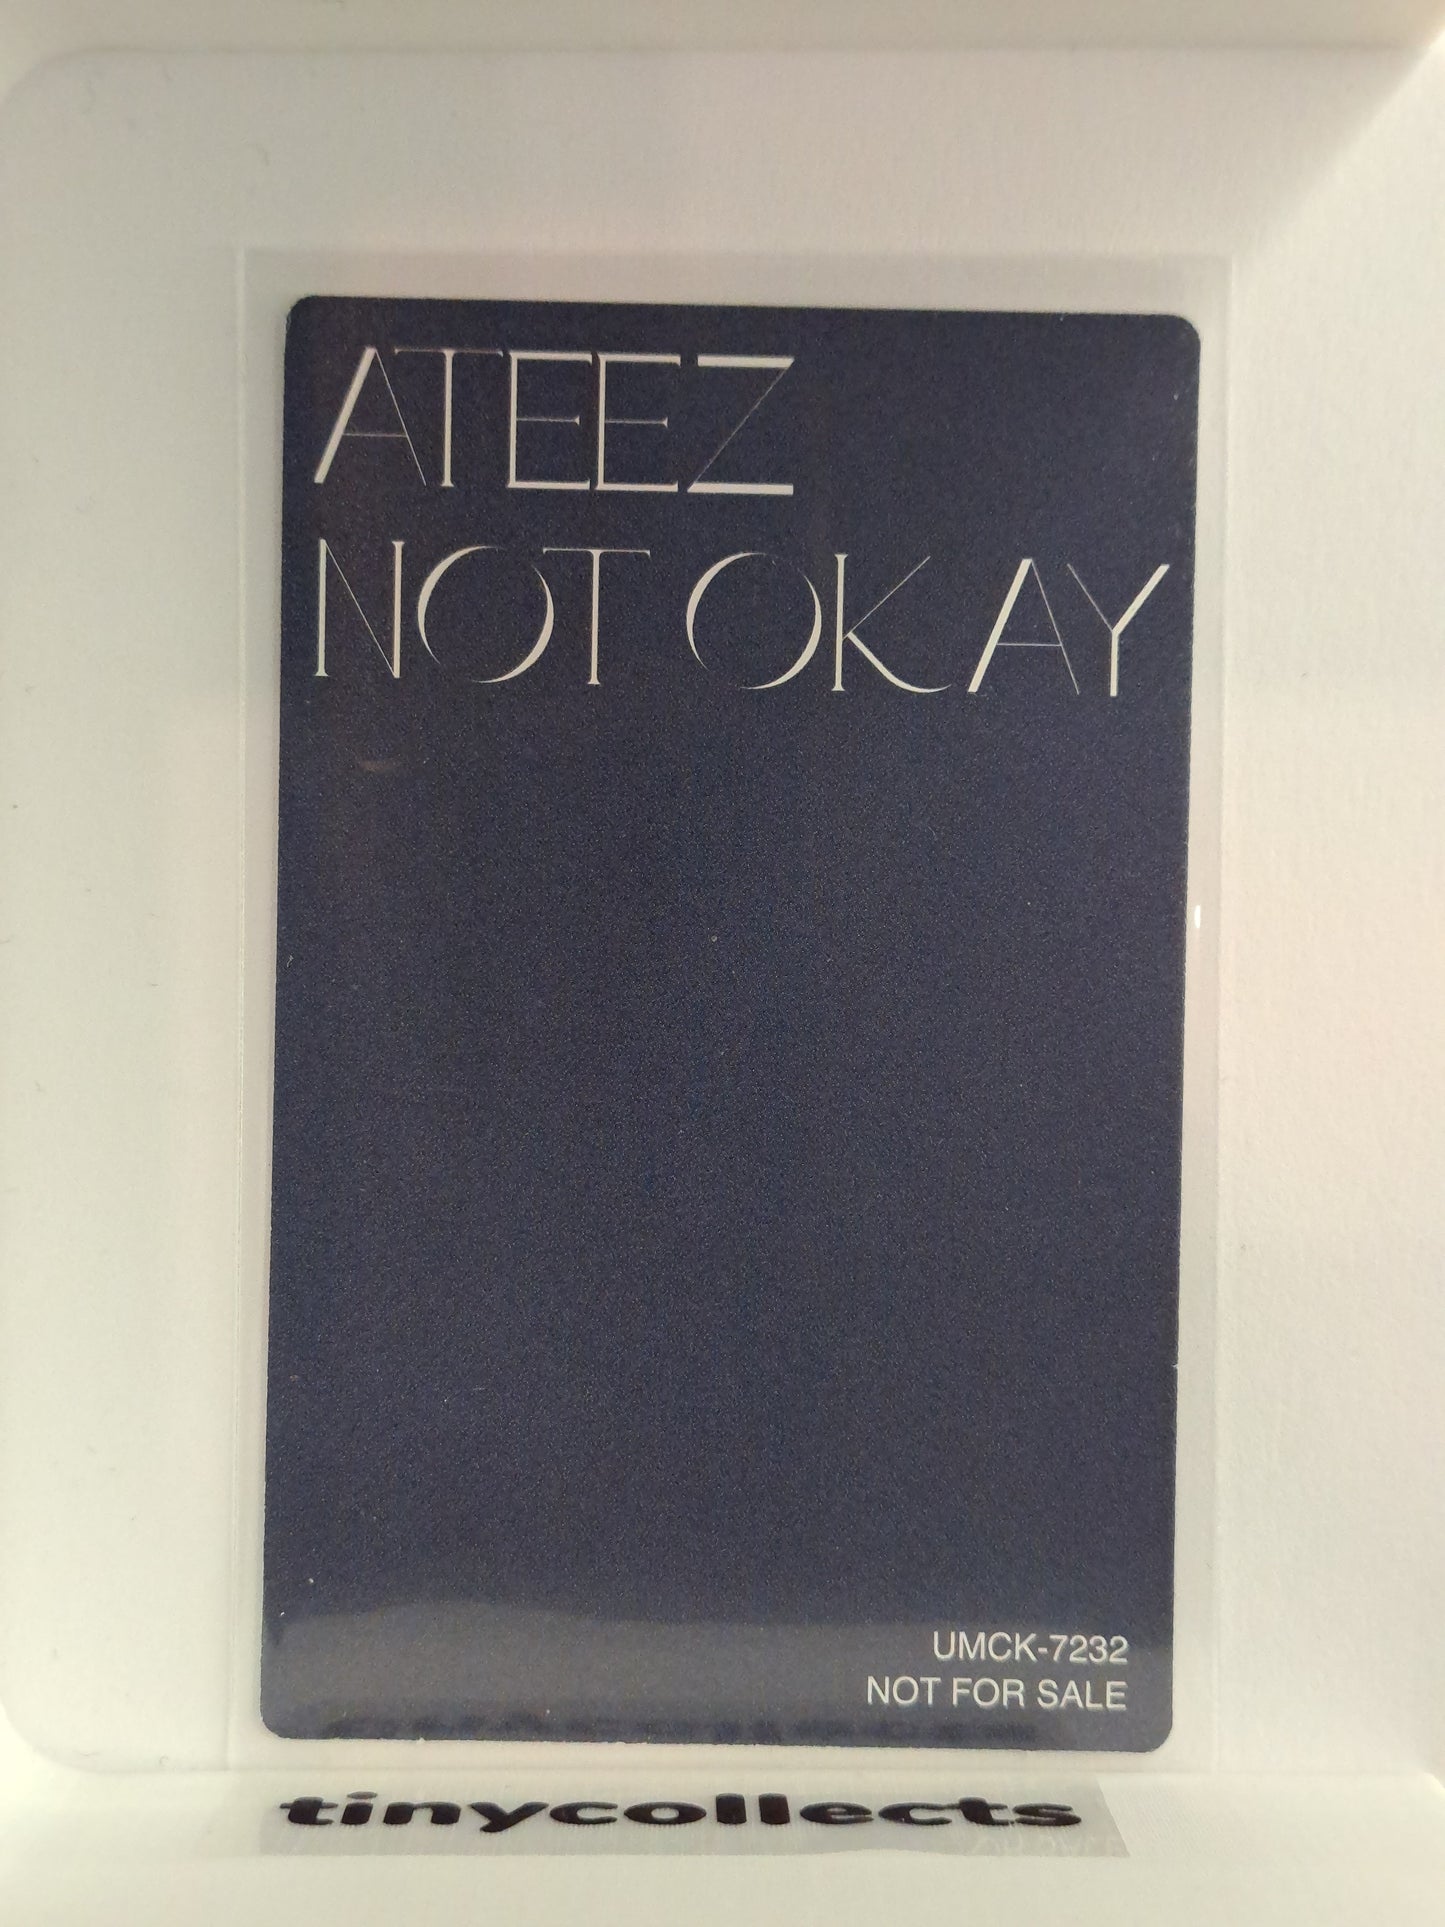 ATEEZ
NOT OKAY
UMCK-7232
NOT FOR SALE
tinycollects